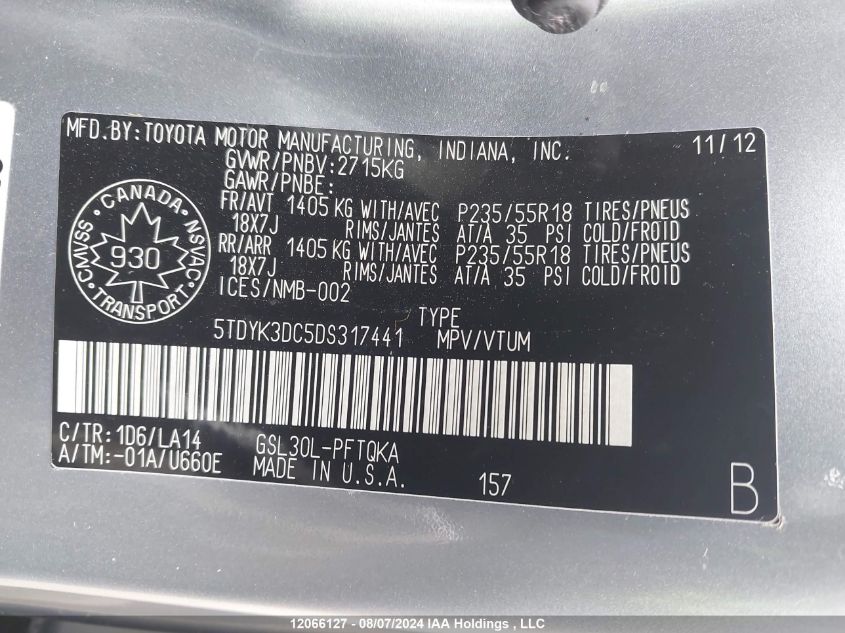 MFD.BY:TOYOTA MOTOR MANUFACTURING, INDIANA, INC. 11/12
GVWR/PNBV:2715KG
GAWR/PNBE:
FR/AVT 1405 KG WITH/AVEC P235/55R18 TIRES/PNEUS
18X7J RIMS/JANTES AT/A 35 PSI COLD/FROID
RR/ARR 1405 KG WITH/AVEC P235/55R18 TIRES/PNEUS
18X7J RIMS/JANTES AT/A 35 PSI COLD/FROID
ICES/NMB-002
CANADA
CMVSS 930 NSVAC
TRANSPORT
TYPE
5TDYK3DC5DS317441 MPV/VTUM
C/TR:1D6/LA14 GSL30L-PFTQKA
A/TM:-01A/U660E MADE IN U.S.A. 157 B
12066127 - 08/07/2024 IAA Holdings , LLC